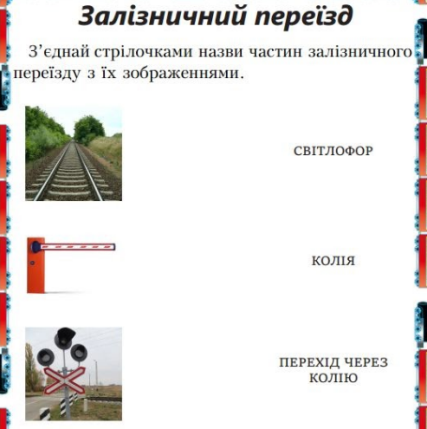 Залізничний переїзд
З’єднай стрілочками назви частин залізничного
переїзду з їх зображеннями.
СВІТЛОФОР
КОЛІЯ
ПЕРЕХІД ЧЕРЕЗ
КОЛІЮ